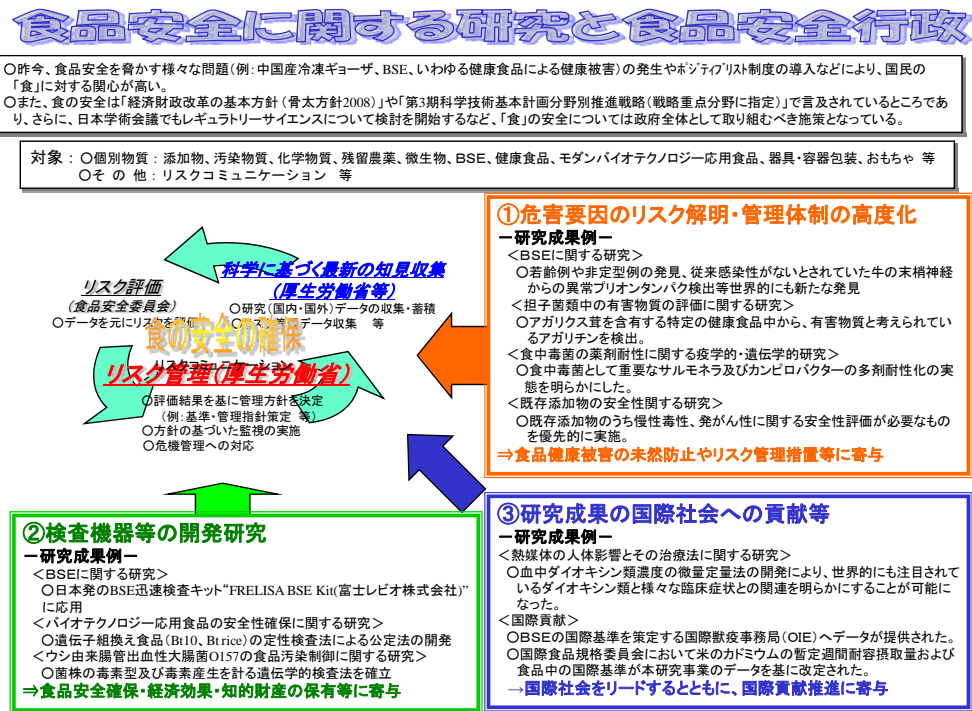 食品安全に関する研究と食品安全行政
○昨今、食品安全を脅かす様々な問題(例:中国産冷凍ギョーザ、BSE、いわゆる健康食品による健康被害)の発生やポジティブリスト制度の導入などにより、国民の
「食」に対する関心が高い。
○また、食の安全は「経済財政改革の基本方針(骨太方針2008)」や「第3期科学技術基本計画分野別推進戦略(戦略重点分野に指定)」で言及されているところであ
り、さらに、日本学術会議でもレギュラトリーサイエンスについて検討を開始するなど、「食」の安全については政府全体として取り組むべき施策となっている。
対象:○個別物質:添加物、汚染物質、化学物質、残留農薬、微生物、BSE、健康食品、モダンバイオテクノロジー応用食品、器具・容器包装、おもちゃ 等
○その他:リスクコミュニケーション 等
科学に基づく最新の知見収集
(厚生労働省等)
○研究(国内・国外)データの収集・蓄積
データ収集 等
リスク評価
(食品安全委員会)
○データを元にリスクを評価
食の安全の確保
リスクコミュニケーション
リスク管理(厚生労働省)
○評価結果を基に管理方針を決定
(例:基準・管理指針策定 等)
○方針の基づいた監視の実施
○危機管理への対応
①危害要因のリスク解明・管理体制の高度化
-研究成果例-
<BSEに関する研究>
○若齢例や非定型例の発見、従来感染性がないとされていた牛の末梢神経
からの異常プリオンタンパク検出等世界的にも新たな発見
<担子菌類中の有害物質の評価に関する研究>
○アガリクス茸を含有する特定の健康食品中から、有害物質と考えられてい
るアガリチンを検出。
<食中毒菌の薬剤耐性に関する疫学的・遺伝学的研究>
○食中毒菌として重要なサルモネラ及びカンピロバクターの多剤耐性化の実
態を明らかにした。
<既存添加物の安全性関する研究>
○既存添加物のうち慢性毒性、発がん性に関する安全性評価が必要なもの
を優先的に実施。
⇒食品健康被害の未然防止やリスク管理措置等に寄与
②検査機器等の開発研究
-研究成果例-
<BSEに関する研究>
○日本発のBSE迅速検査キット“FRELISA BSE Kit(富士レビオ株式会社)”
に応用
<バイオテクノロジー応用食品の安全性確保に関する研究>
○遺伝子組換え食品(Bt10、Bt rice)の定性検査法による公定法の開発
<ウシ由来腸管出血性大腸菌O157の食品汚染制御に関する研究>
○菌株の毒素型及び毒素産生を計る遺伝学的検査法を確立
⇒食品安全確保・経済効果・知的財産の保有等に寄与
③研究成果の国際社会への貢献等
-研究成果例-
<熱媒体の人体影響とその治療法に関する研究>
○血中ダイオキシン類濃度の微量定量法の開発により、世界的にも注目されて
いるダイオキシン類と様々な臨床症状との関連を明らかにすることが可能に
なった。
<国際貢献>
○BSEの国際基準を策定する国際獣疫事務局(OIE)へデータが提供された。
○国際食品規格委員会において米のカドミウムの暫定週間耐容摂取量および
食品中の国際基準が本研究事業のデータを基に改定された。
→国際社会をリードするとともに、国際貢献推進に寄与